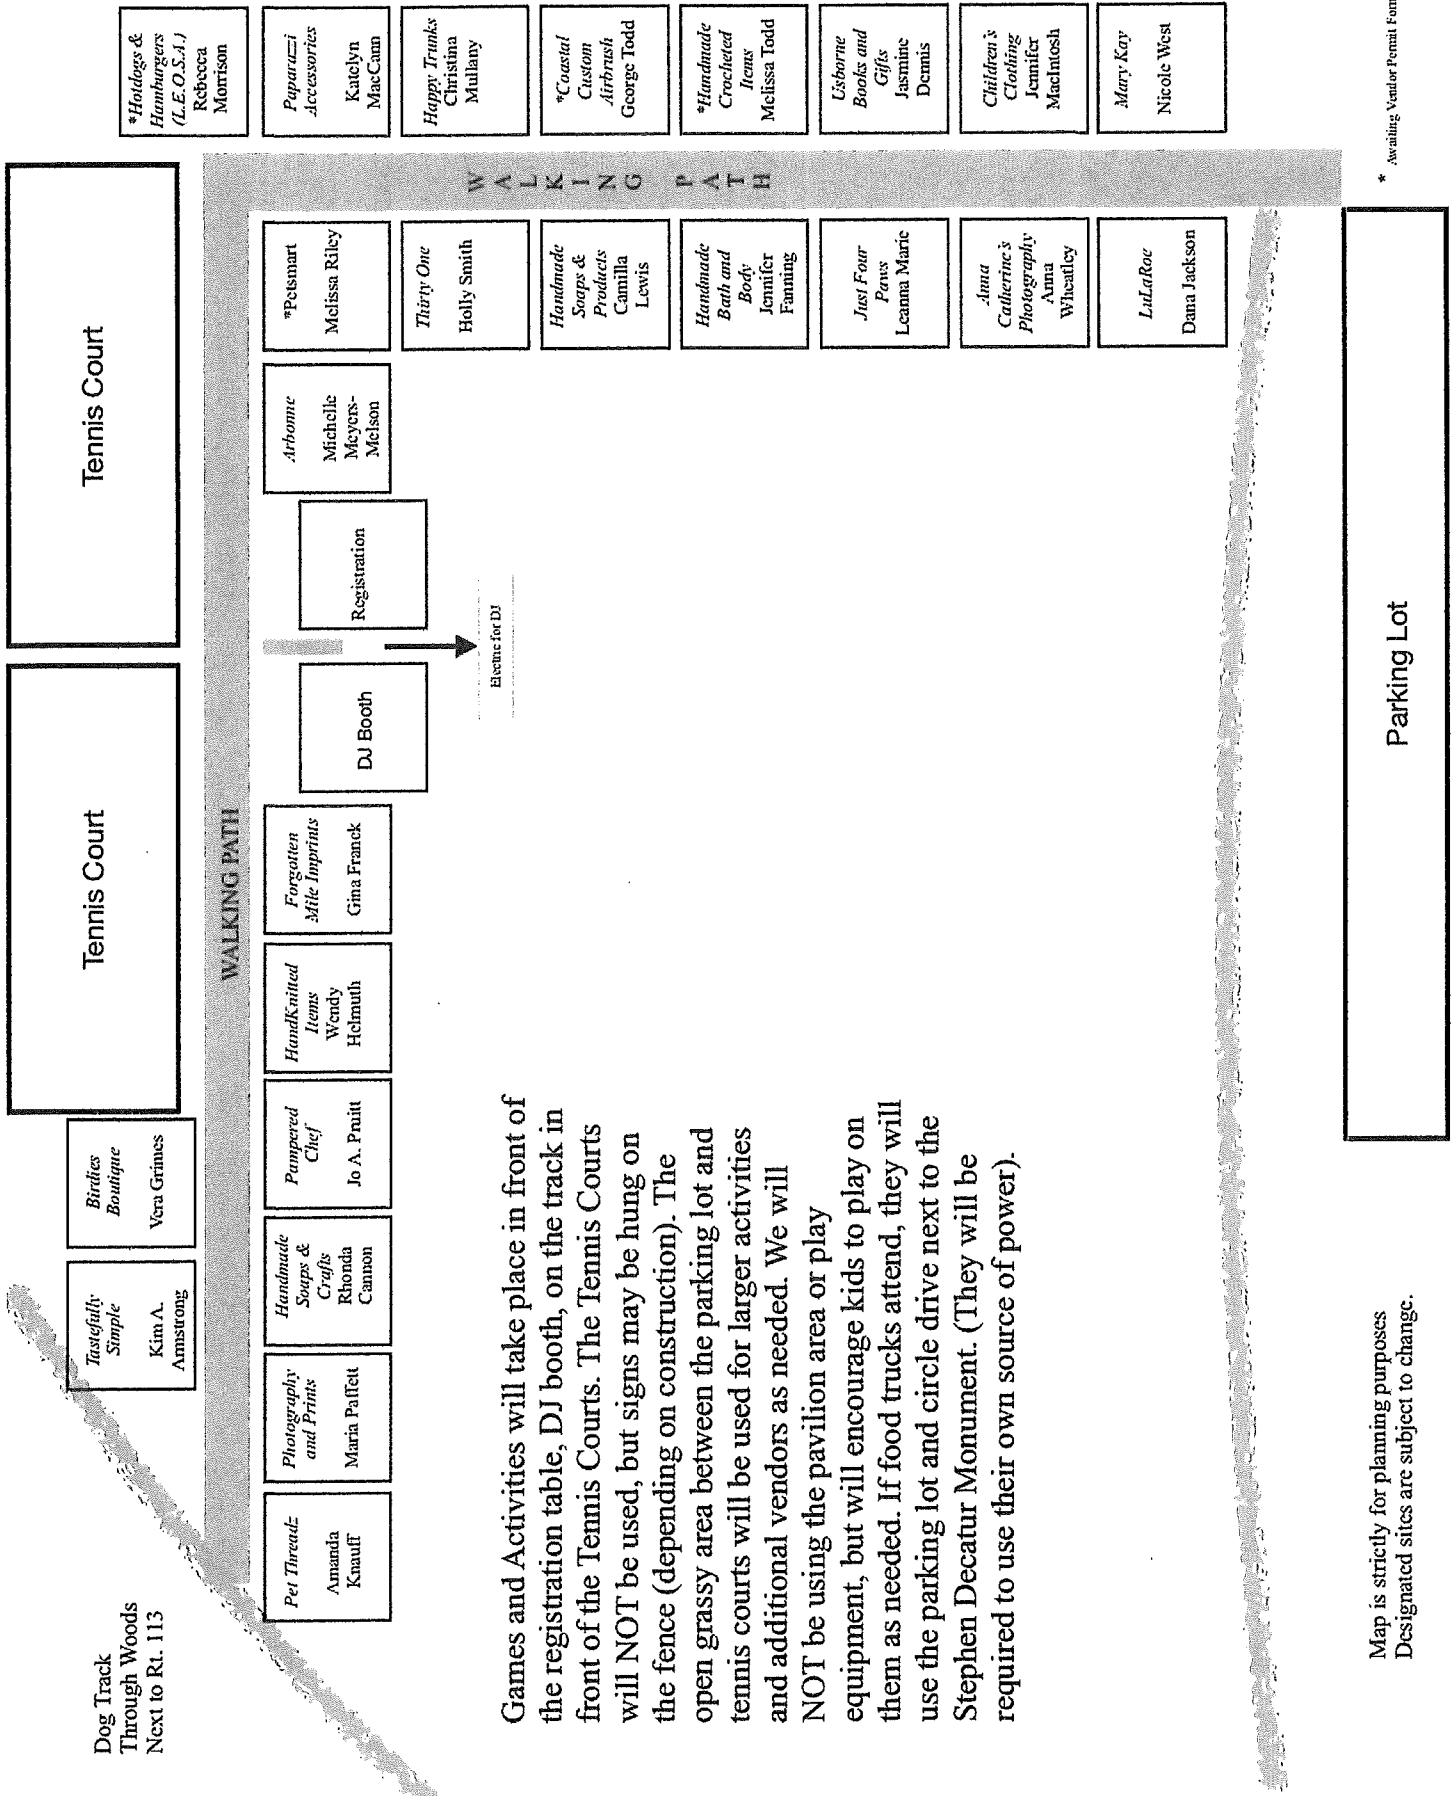 Tennis Court
Tennis Court
Dog Track
Through Woods
Next to Rt. 113
Tastefully
Simple
Kim A.
Armstrong
Birdies
Boutique
Vera Grimes
*Hotdogs &
Hamburgers
(L.E.O.S.A.)
Rebecca
Morrison
WALKING PATH
Pet Threadz
Amanda
Knauff
Photography
and Prints
Maria Paffett
Handmade
Soaps &
Crafts
Rhonda
Cannon
Pampered
Chef
Jo A. Pruitt
HandKnitted
Items
Wendy
Helmuth
Forgotten
Mile Imprints
Gina Franck
DJ Booth
Registration
Electric for DJ
Arbonne
Michelle
Meyers-
Melson
*Petsmart
Melissa Riley
Thirty One
Holly Smith
Handmade
Soaps &
Products
Camilla
Lewis
Handmade
Bath and
Body
Jennifer
Fanning
Just Four
Paws
Leanna Marie
Anna
Catherine's
Photography
Anna
Wheatley
LuLaRoe
Dana Jackson
WALKING PATH
Paparazzi
Accessories
Katelyn
MacCann
Happy Trunks
Christina
Mullany
*Coastal
Custom
Airbrush
George Todd
*Handmade
Crocheted
Items
Melissa Todd
Usborne
Books and
Gifts
Jasmine
Dennis
Children's
Clothing
Jennifer
MacIntosh
Mary Kay
Nicole West
Games and Activities will take place in front of
the registration table, DJ booth, on the track in
front of the Tennis Courts. The Tennis Courts
will NOT be used, but signs may be hung on
the fence (depending on construction). The
open grassy area between the parking lot and
tennis courts will be used for larger activities
and additional vendors as needed. We will
NOT be using the pavilion area or play
equipment, but will encourage kids to play on
them as needed. If food trucks attend, they will
use the parking lot and circle drive next to the
Stephen Decatur Monument. (They will be
required to use their own source of power).
Parking Lot
Map is strictly for planning purposes
Designated sites are subject to change.
* Awaiting Vendor Permit Form